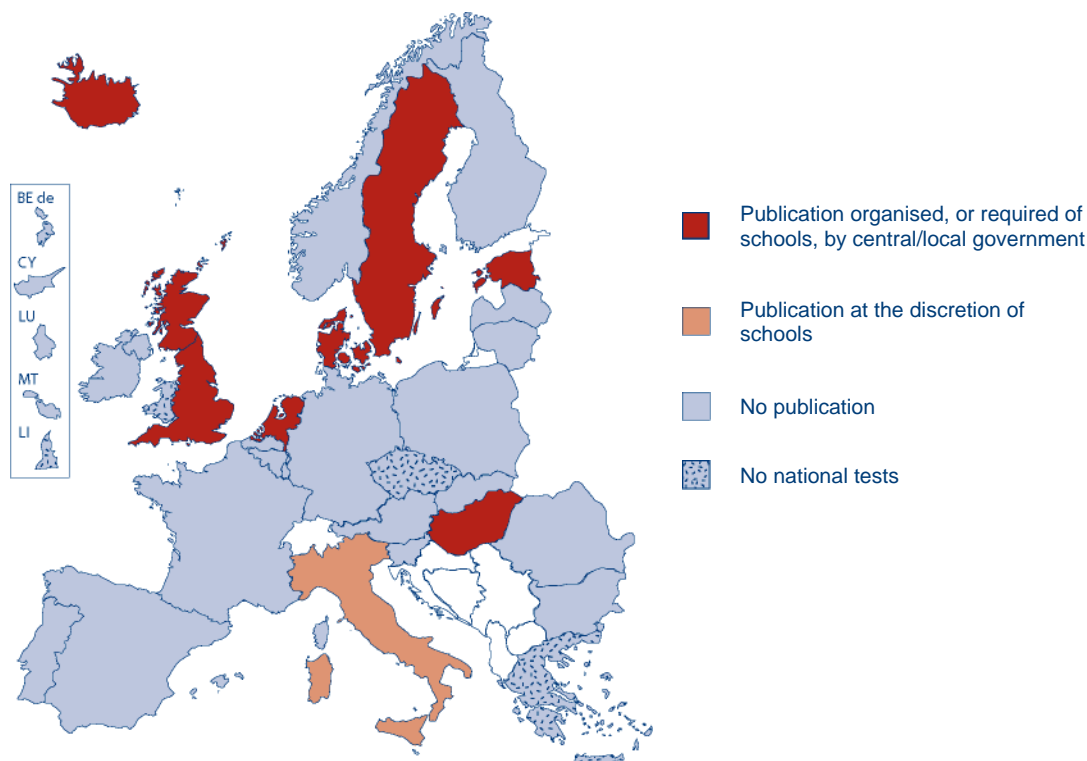 BE de
CY
LU
MT
LI
Publication organised, or required of
schools, by central/local government
Publication at the discretion of
schools
No publication
No national tests